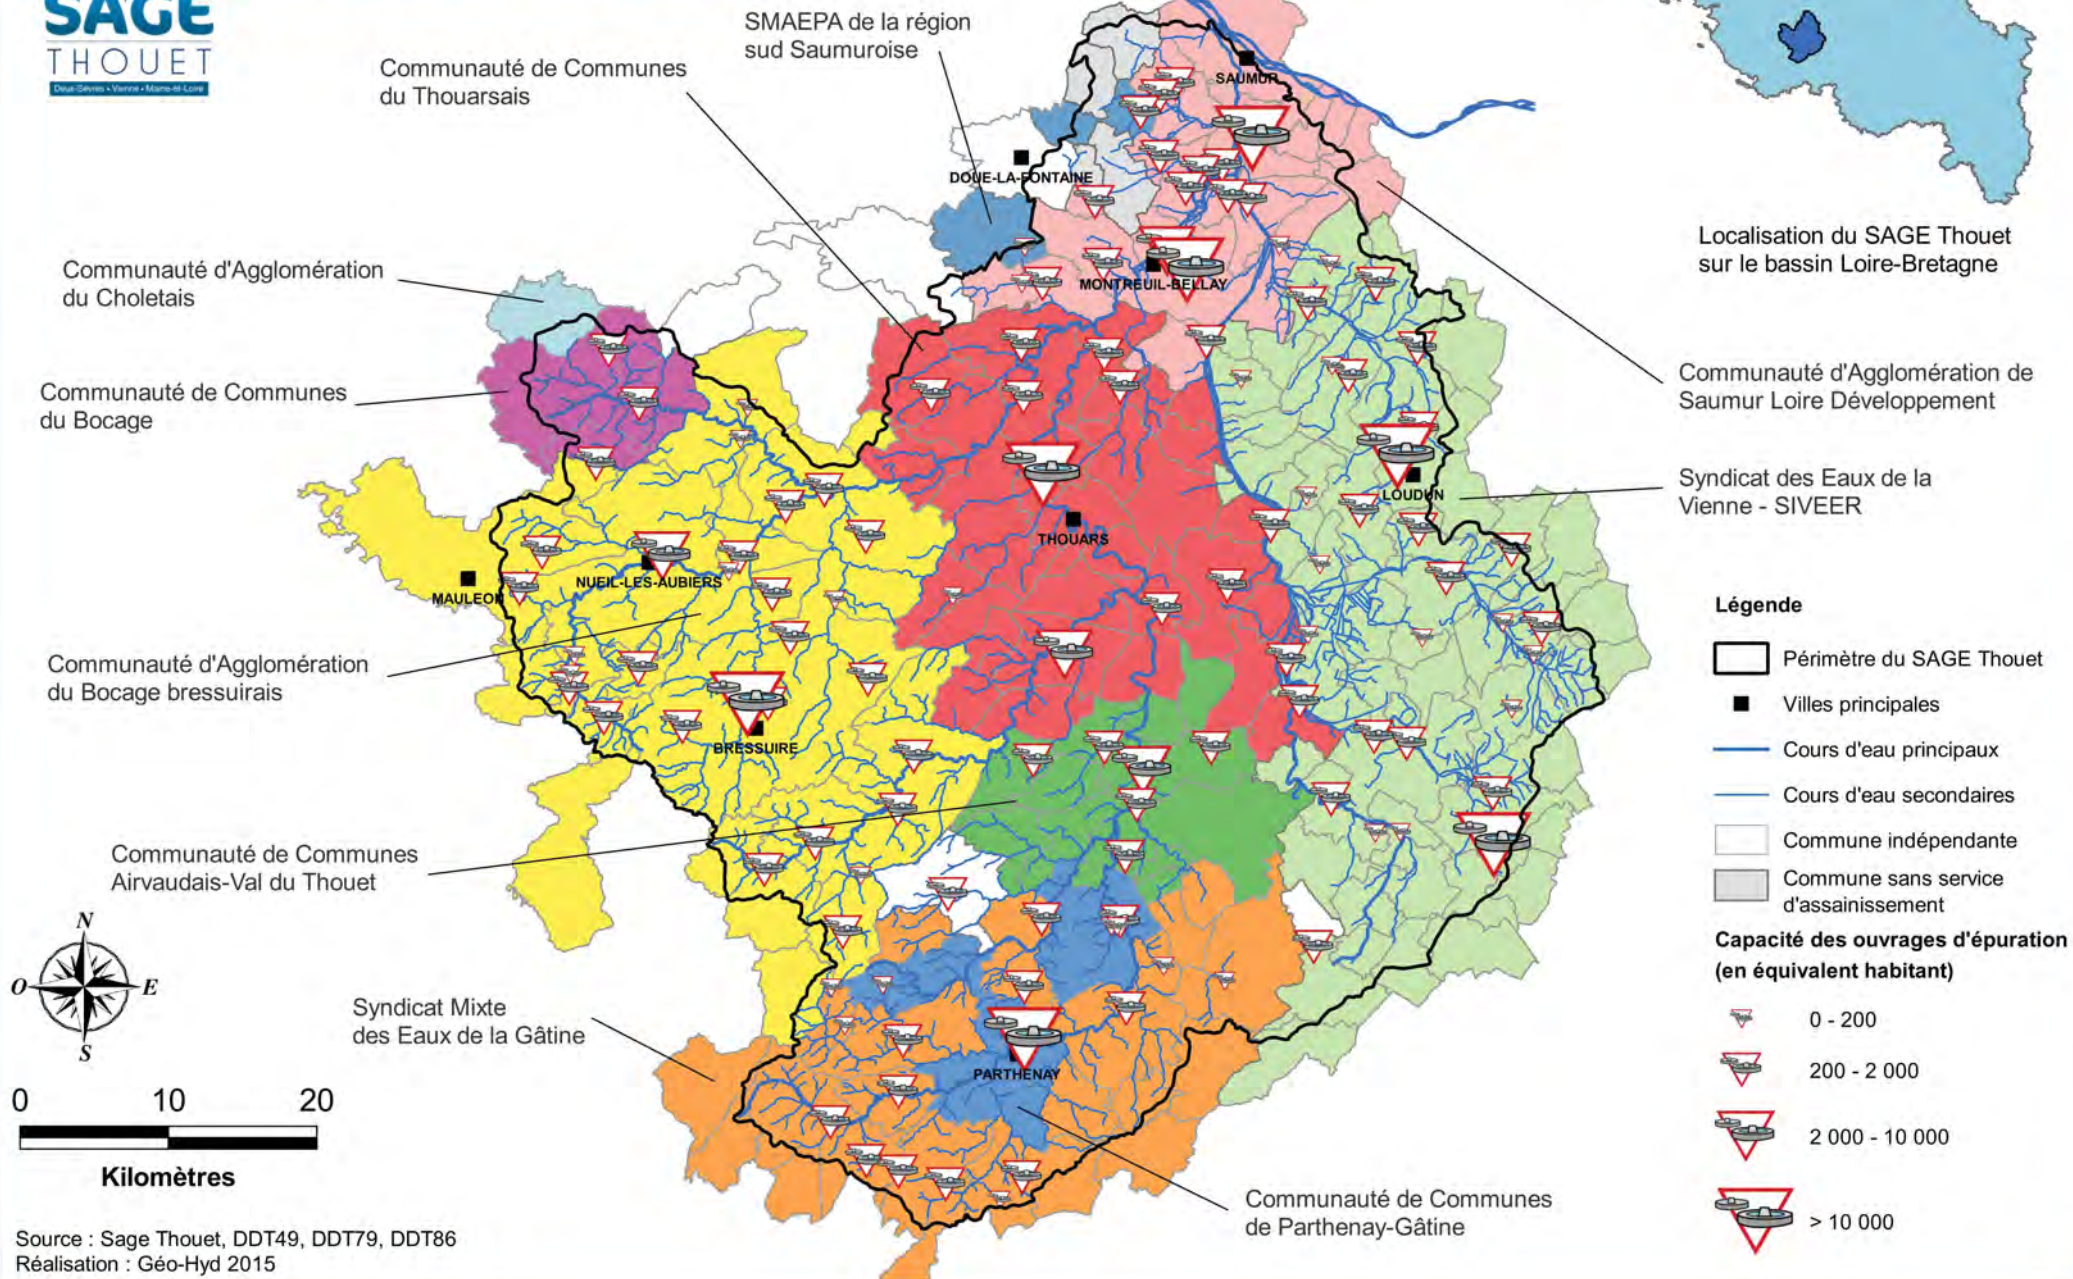 SAGE
THOUET
Deux-Sèvres • Vienne • Maine-et-Loire
SMAEPA de la région
sud Saumuroise
Communauté de Communes
du Thouarsais
Communauté d'Agglomération
du Choletais
Communauté de Communes
du Bocage
Communauté d'Agglomération
du Bocage bressuirais
Communauté de Communes
Airvaudais-Val du Thouet
Syndicat Mixte
des Eaux de la Gâtine
SAUMUR
DOUE-LA-FONTAINE
MONTREUIL-BELLAY
LOUDUN
THOUARS
NUEIL-LES-AUBIERS
MAULEON
BRESSUIRE
PARTHENAY
Localisation du SAGE Thouet
sur le bassin Loire-Bretagne
Communauté d'Agglomération de
Saumur Loire Développement
Syndicat des Eaux de la
Vienne - SIVEER
Communauté de Communes
de Parthenay-Gâtine
Légende
Périmètre du SAGE Thouet
Villes principales
Cours d'eau principaux
Cours d'eau secondaires
Commune indépendante
Commune sans service
d'assainissement
Capacité des ouvrages d'épuration
(en équivalent habitant)
0 - 200
200 - 2 000
2 000 - 10 000
> 10 000
N
O
E
S
0 10 20
Kilomètres
Source : Sage Thouet, DDT49, DDT79, DDT86
Réalisation : Géo-Hyd 2015